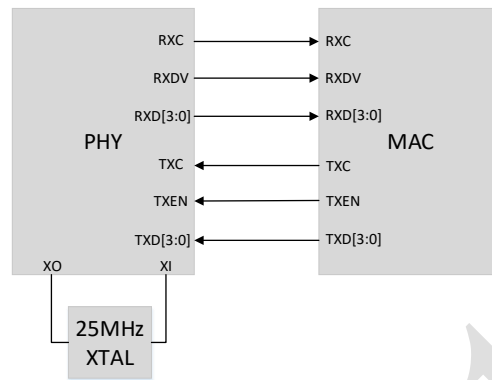 RXC
RXC
RXDV
RXDV
RXD[3:0]
RXD[3:0]
PHY
MAC
TXC
TXC
TXEN
TXEN
TXD[3:0]
TXD[3:0]
XO
XI
25MHz
XTAL